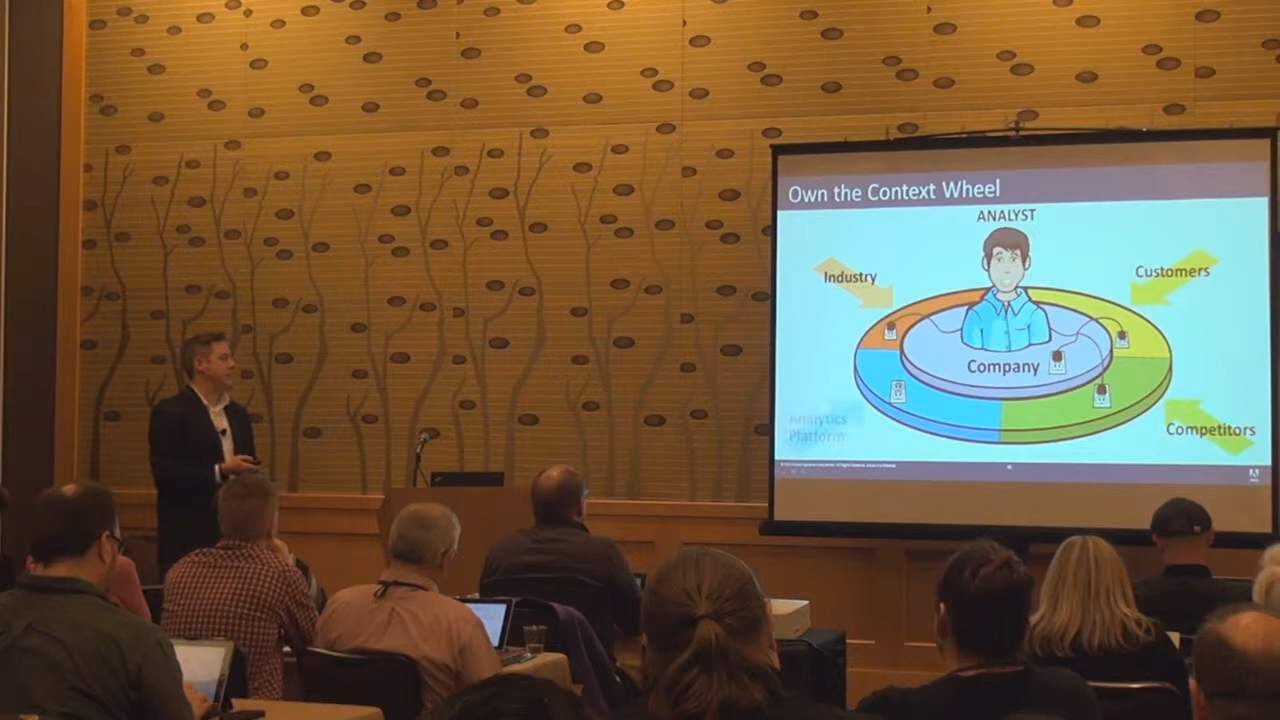 Own the Context Wheel
ANALYST
Industry
Customers
Company
Analytics
Platform
Competitors